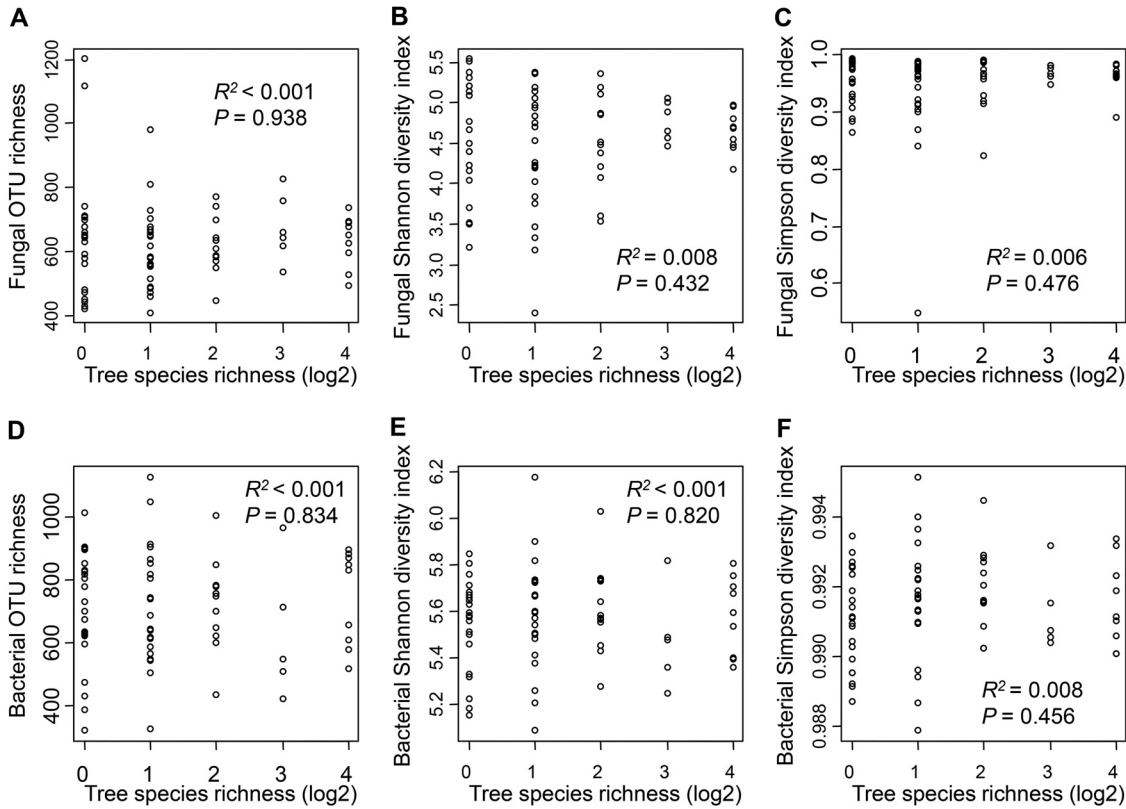 A
Fungal OTU richness
1200
1000
800
600
400
R² < 0.001
P = 0.938
0 1 2 3 4
Tree species richness (log2)
B
Fungal Shannon diversity index
5.5
5.0
4.5
4.0
3.5
3.0
2.5
R² = 0.008
P = 0.432
0 1 2 3 4
Tree species richness (log2)
C
Fungal Simpson diversity index
1.0
0.9
0.8
0.7
0.6
R² = 0.006
P = 0.476
0 1 2 3 4
Tree species richness (log2)
D
Bacterial OTU richness
1000
800
600
400
R² < 0.001
P = 0.834
0 1 2 3 4
Tree species richness (log2)
E
Bacterial Shannon diversity index
6.2
6.0
5.8
5.6
5.4
5.2
R² < 0.001
P = 0.820
0 1 2 3 4
Tree species richness (log2)
F
Bacterial Simpson diversity index
0.994
0.992
0.990
0.988
R² = 0.008
P = 0.456
0 1 2 3 4
Tree species richness (log2)